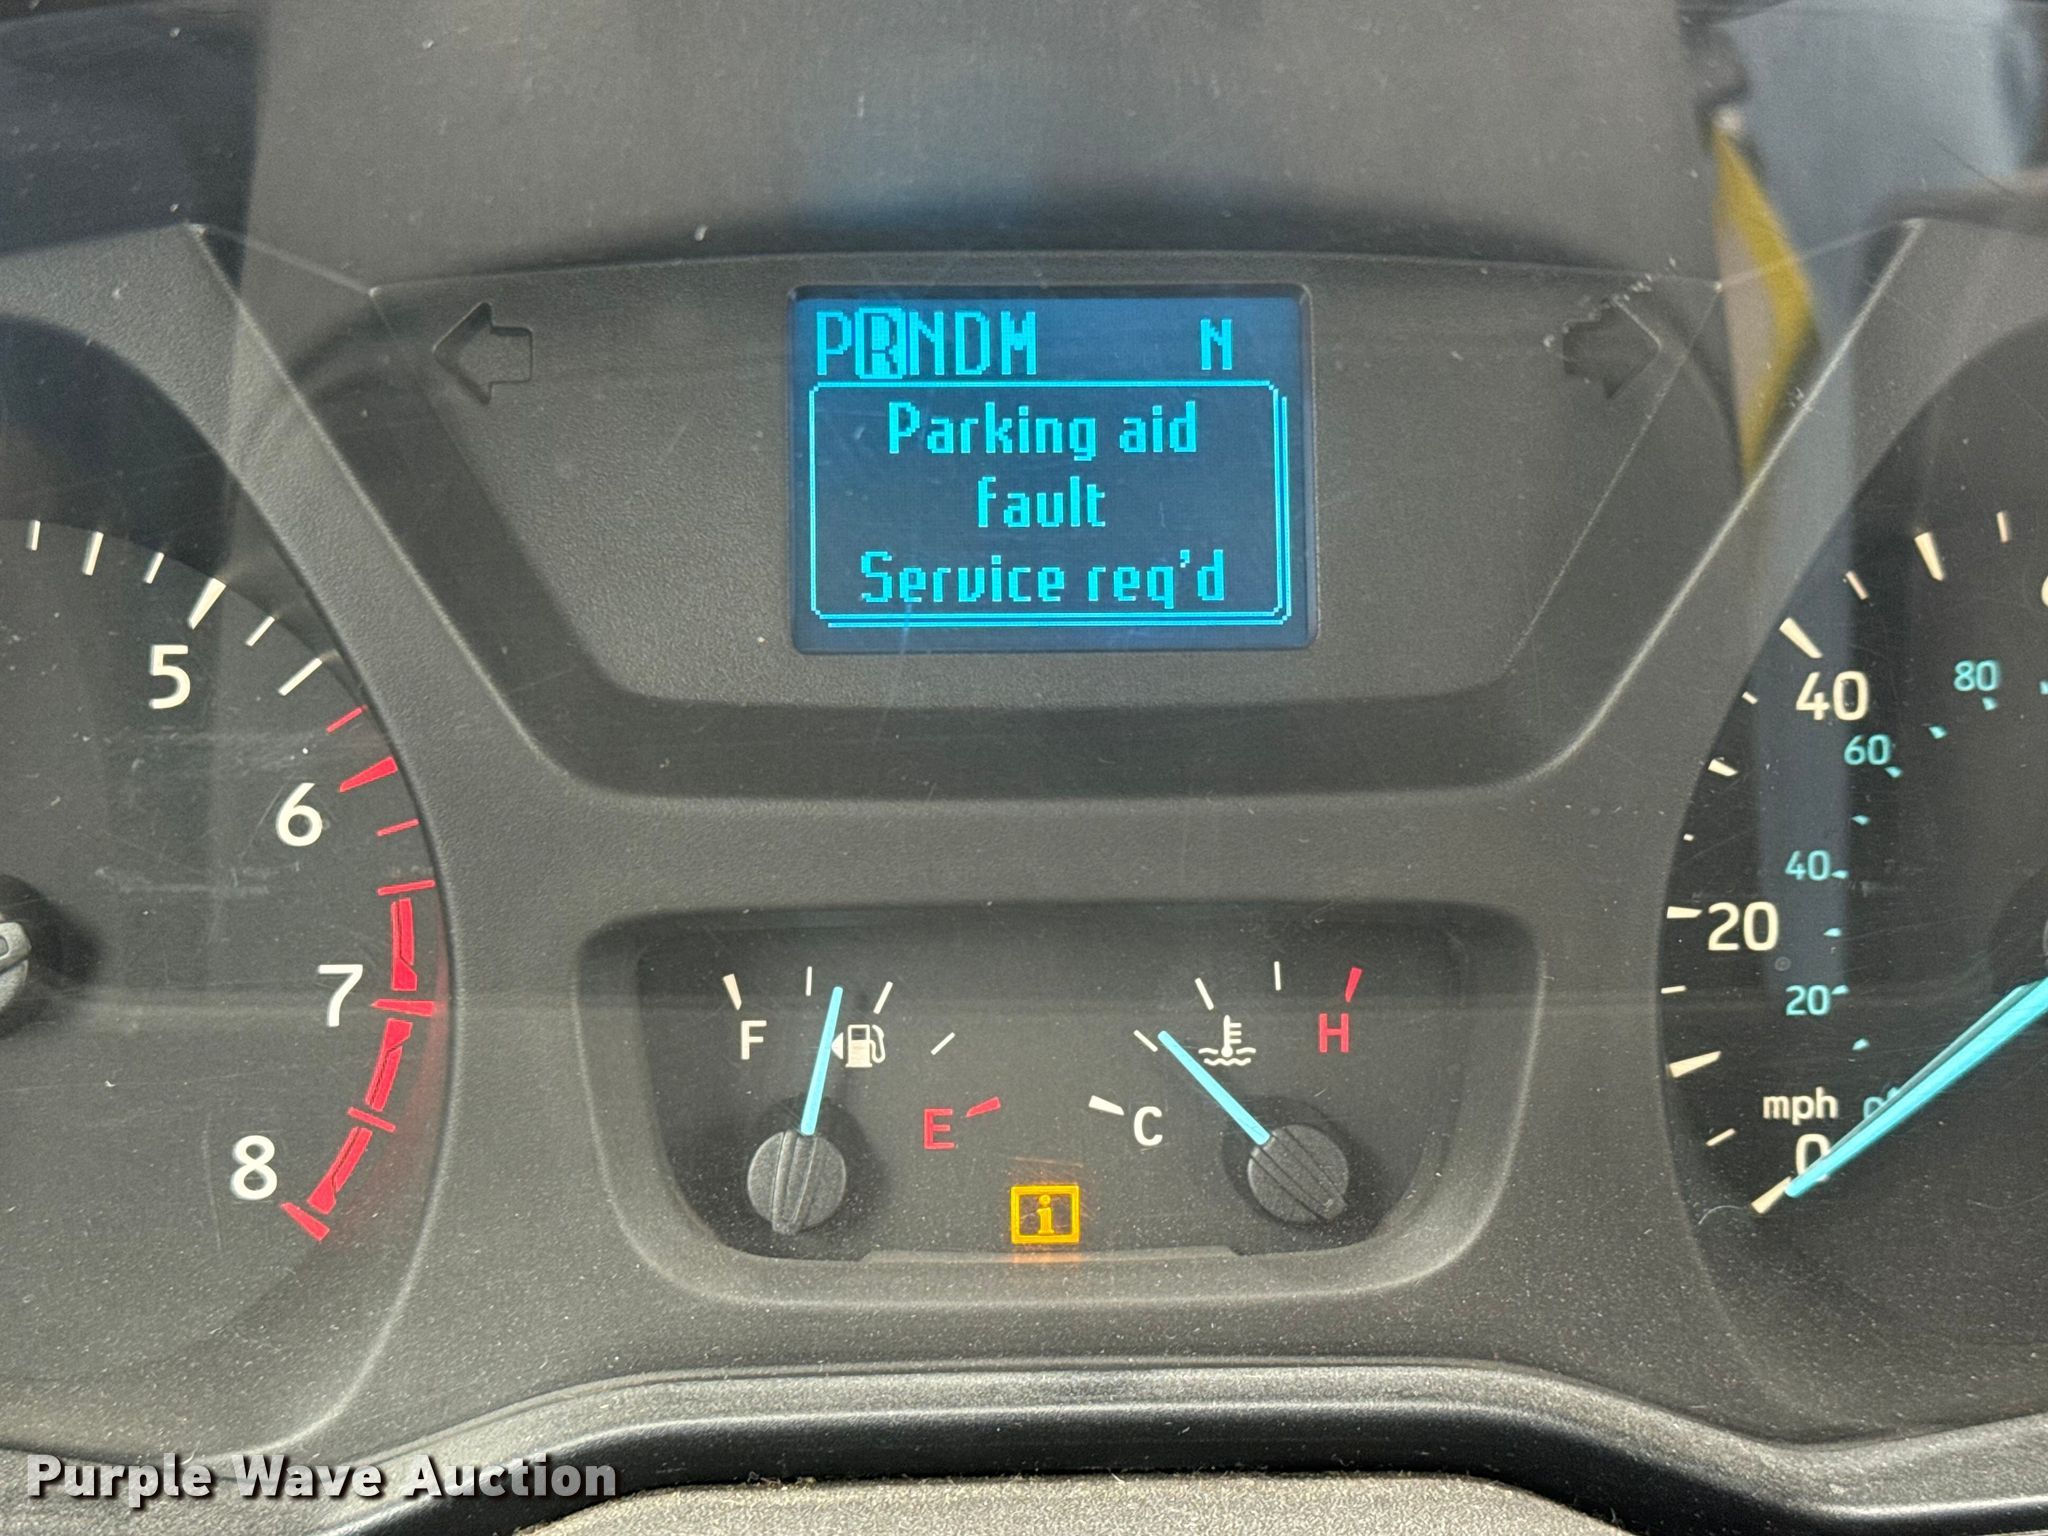 PRNDM N
Parking aid
fault
Service req'd
5
6
7
8
F
E
C
H
i
40
80
60
40
20
20
mph
0
Purple Wave Auction